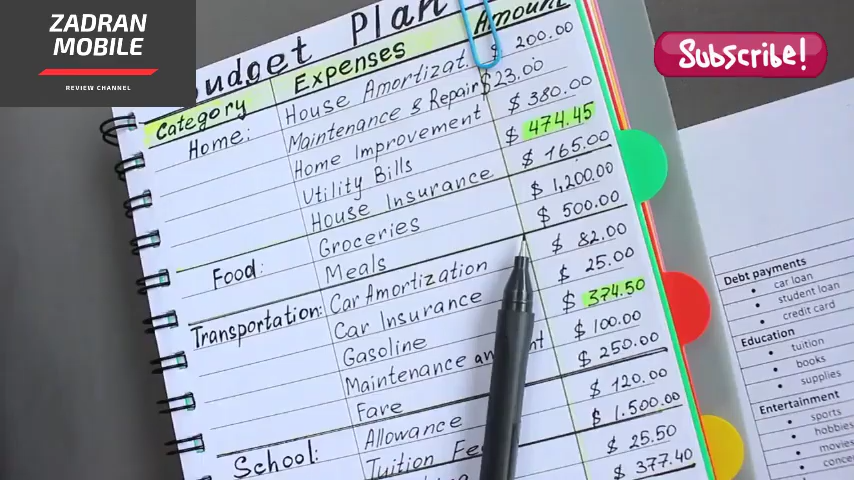 ZADRAN
MOBILE
REVIEW CHANNEL
Subscribe!
Budget Plan
Category Expenses Amount
Home: House Amortizat. $ 200.00
Maintenance & Repair $23.00
Home Improvement $ 380.00
Utility Bills $ 474.45
House Insurance $ 165.00
Food: Groceries $ 1,200.00
Meals $ 500.00
Transportation: Car Amortization $ 82.00
Car Insurance $ 25.00
Gasoline $ 374.50
Maintenance $ 100.00
Fare $ 250.00
School: Allowance $ 120.00
Tuition Fe $ 1.500.00
$ 25.50
$ 377.40
Debt payments
• car loan
• student loan
• credit card
Education
• tuition
• books
• supplies
Entertainment
• sports
• hobbies
• movies